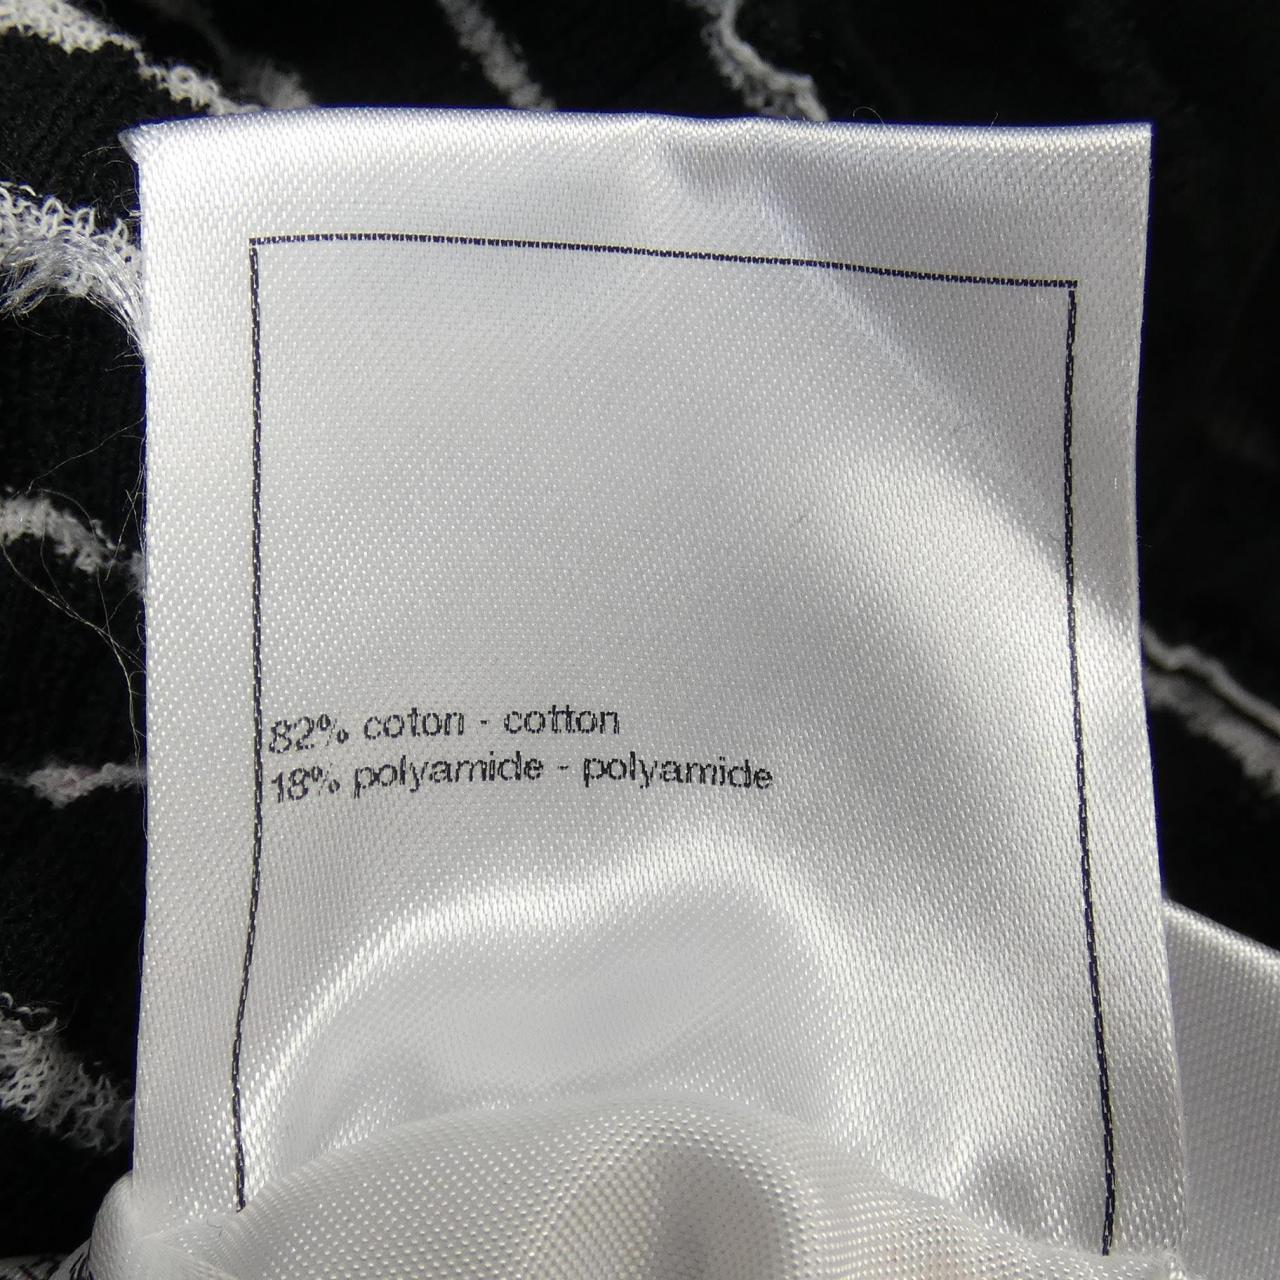 82% coton - cotton
18% polyamide - polyamide